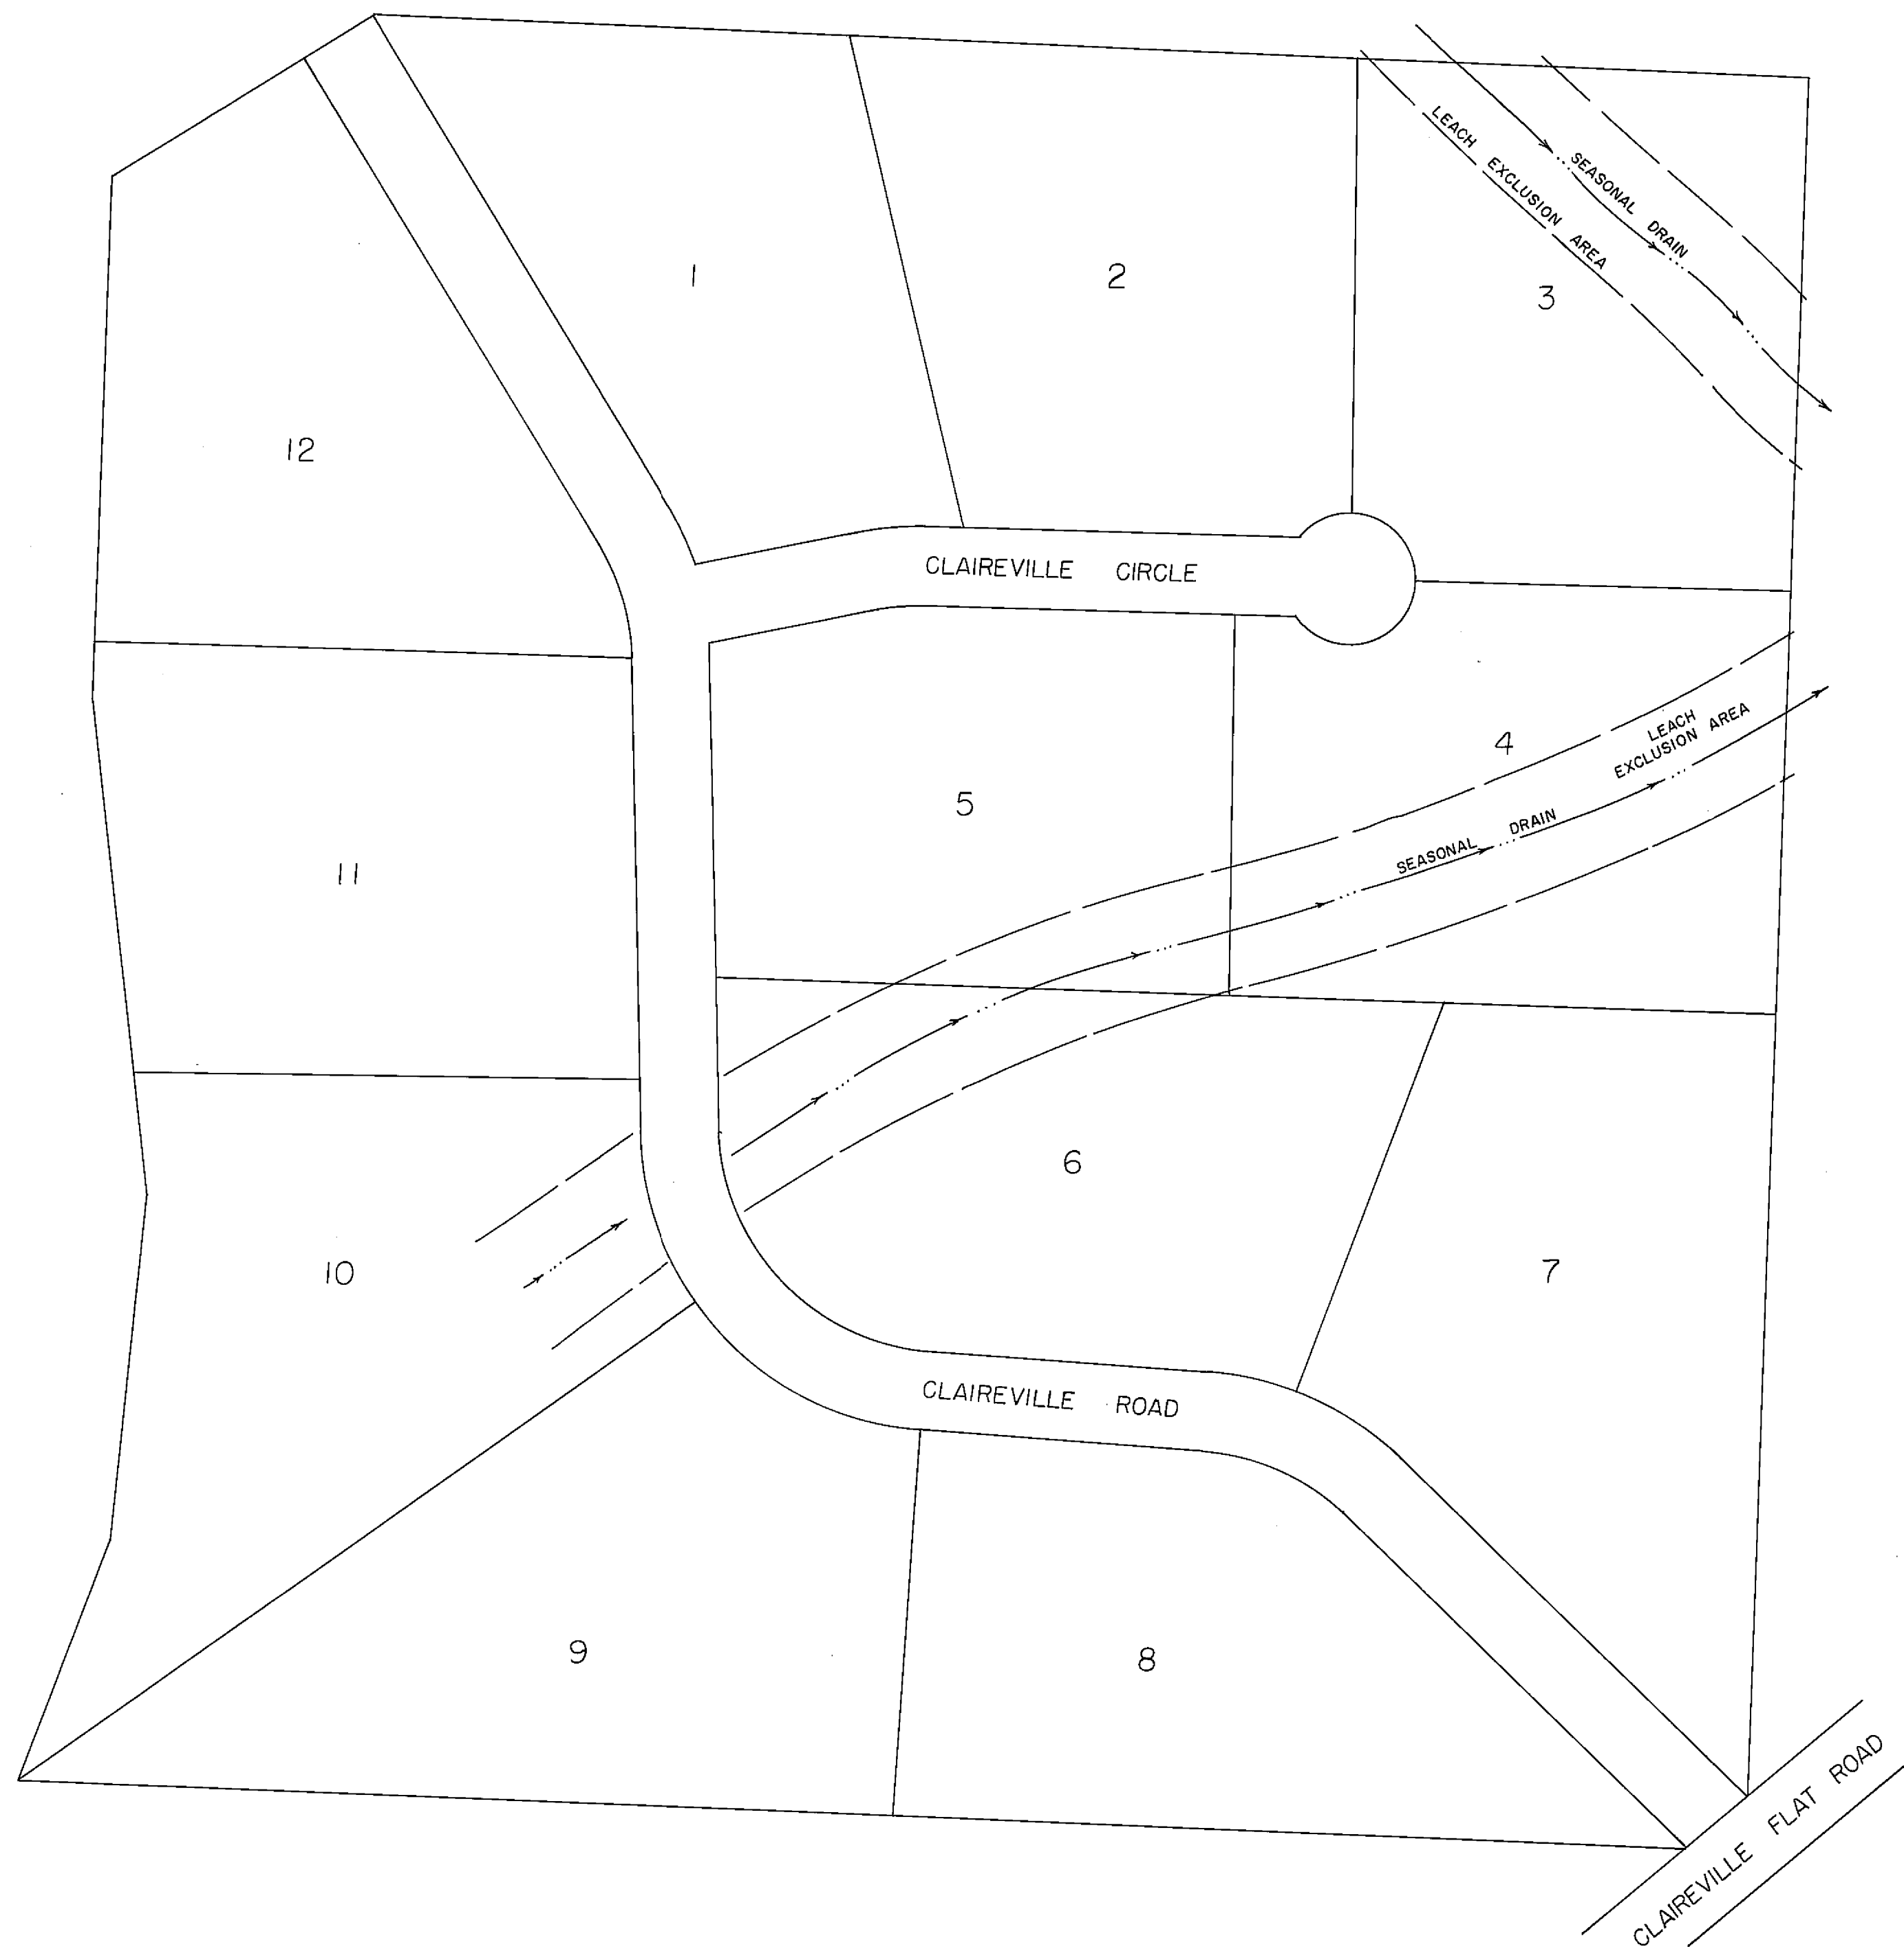 LEACH EXCLUSION AREA
SEASONAL DRAIN
1
2
3
12
CLAIREVILLE CIRCLE
4
LEACH
EXCLUSION AREA
SEASONAL DRAIN
5
11
6
10
7
CLAIREVILLE ROAD
9
8
CLAIREVILLE FLAT ROAD